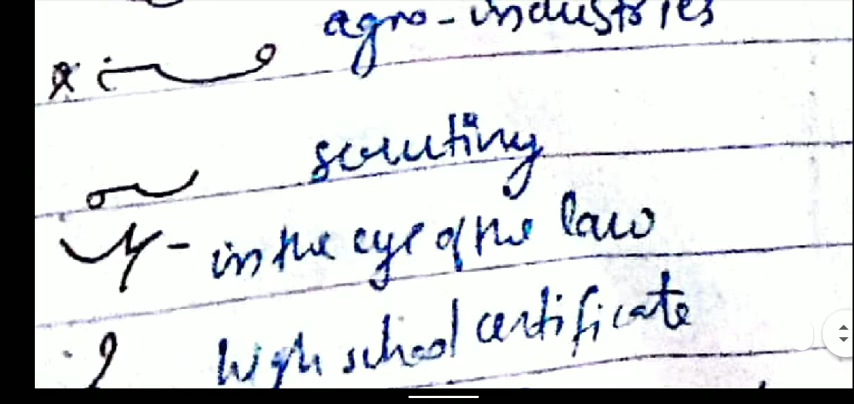 agro-industries
scrutiny
- in the eye of the law
high school certificate